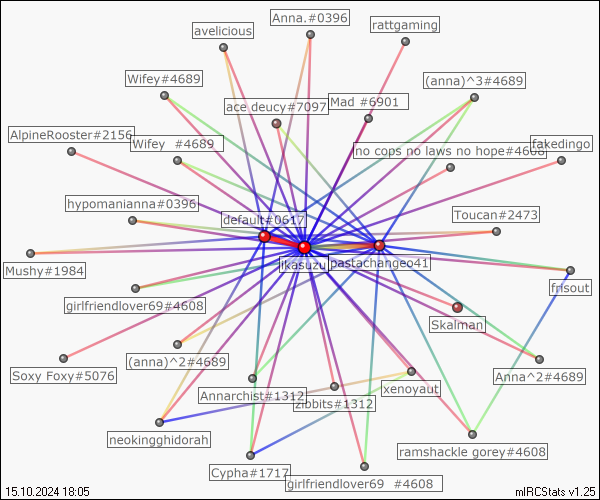 Anna.#0396
rattgaming
avelicious
Wifey#4689
(anna)^3#4689
ace deucy#7097
Mad #6901
AlpineRooster#2156
Wifey #4689
no cops no laws no hope#4608
fakedingo
hypomanianna#0396
default#0617
Toucan#2473
Mushy#1984
likasuzu
pastachangeo41
frisout
girlfriendlover69#4608
Skalman
Soxy Foxy#5076
(anna)^2#4689
Anna^2#4689
Annarchist#1312
zibbits#1312
xenoyaut
neokingghidorah
ramshackle gorey#4608
Cypha#1717
girlfriendlover69 #4608
15.10.2024 18:05
mIRCStats v1.25